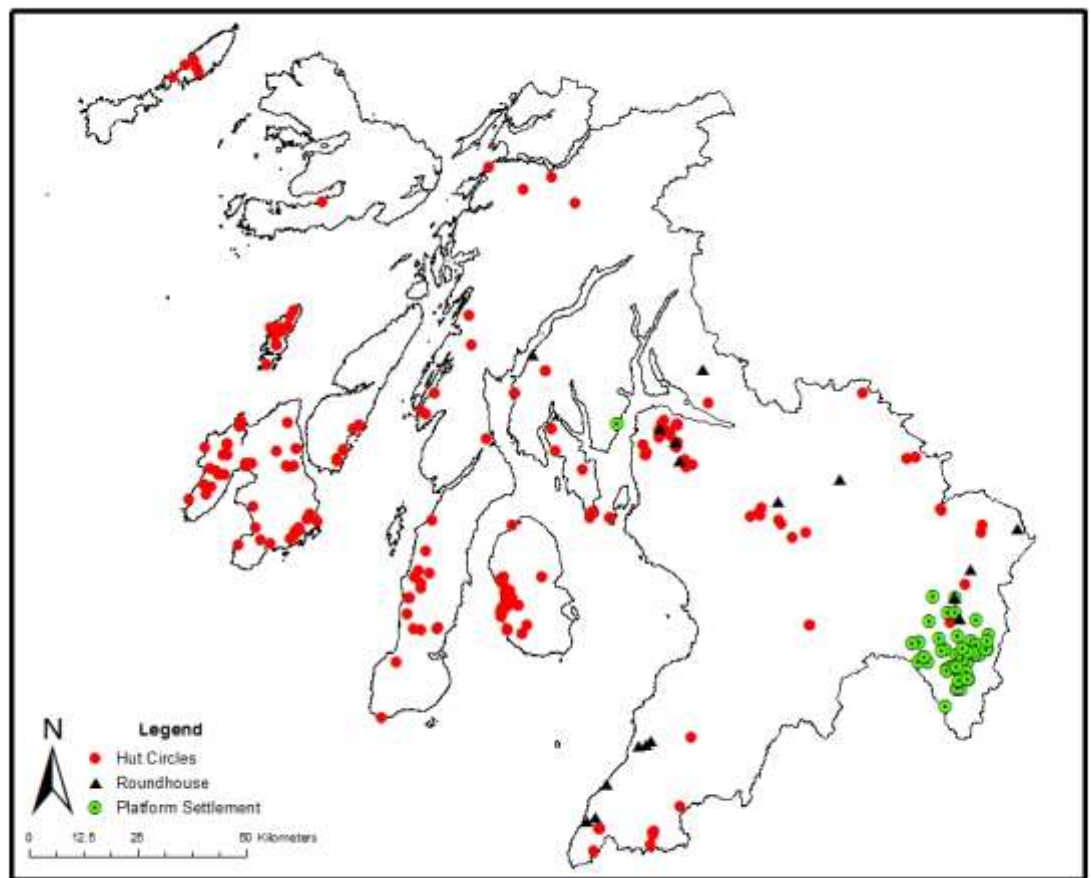 N
Legend
Hut Circles
Roundhouse
Platform Settlement
0 12.5 25 50 Kilometers